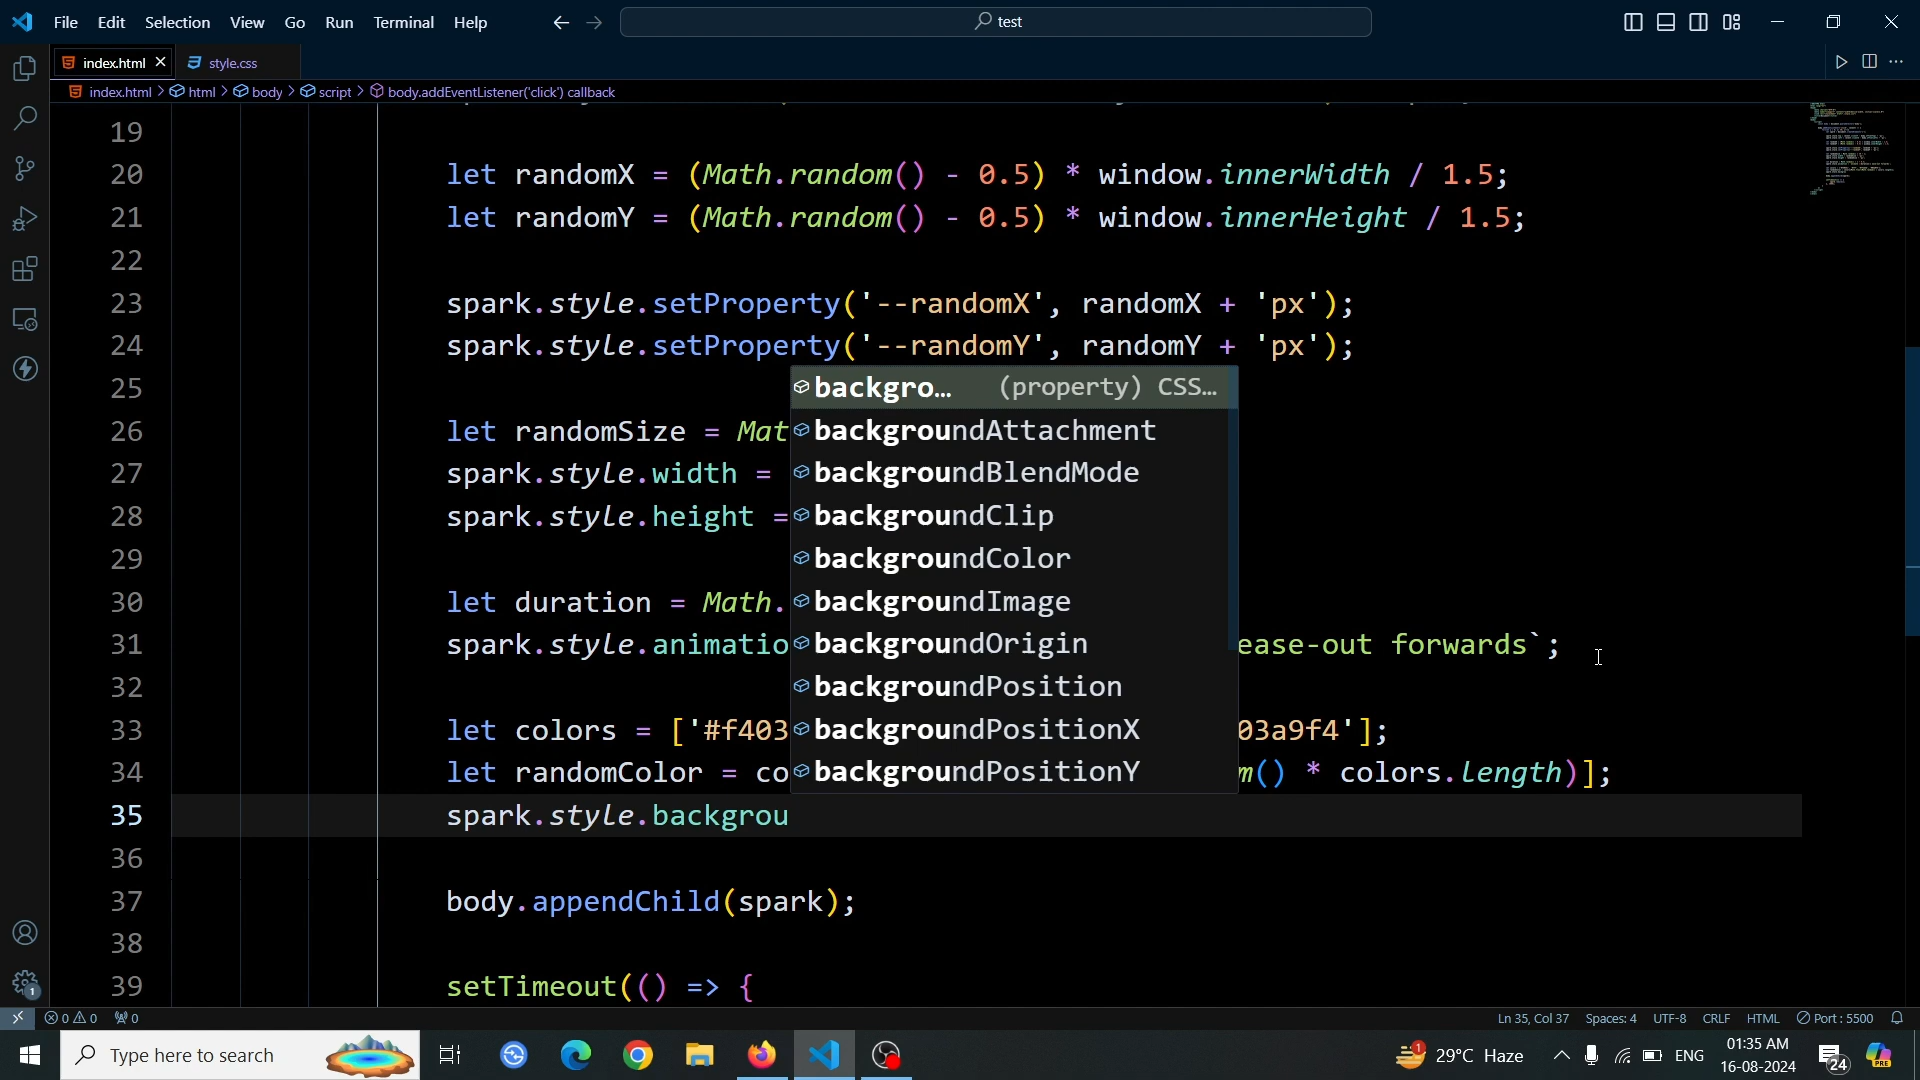 File Edit Selection View Go Run Terminal Help
test
index.html
style.css
index.html > html > body > script > body.addEventListener('click') callback
19
20 let randomX = (Math.random() - 0.5) * window.innerWidth / 1.5;
21 let randomY = (Math.random() - 0.5) * window.innerHeight / 1.5;
22
23 spark.style.setProperty('--randomX', randomX + 'px');
24 spark.style.setProperty('--randomY', randomY + 'px');
25
backgro… (property) CSS…
26 let randomSize = Mat
backgroundAttachment
27 spark.style.width =
backgroundBlendMode
28 spark.style.height =
backgroundClip
29
backgroundColor
30 let duration = Math.
backgroundImage
31 spark.style.animatio ease-out forwards`;
backgroundOrigin
32
backgroundPosition
33 let colors = ['#f403 03a9f4'];
backgroundPositionX
34 let randomColor = co m() * colors.length)];
backgroundPositionY
35 spark.style.backgrou
36
37 body.appendChild(spark);
38
39 setTimeout(() => {
1
0 0 0
Ln 35, Col 37 Spaces: 4 UTF-8 CRLF HTML Port : 5500
Type here to search
1 29°C Haze ENG
01:35 AM
16-08-2024
24
PRE